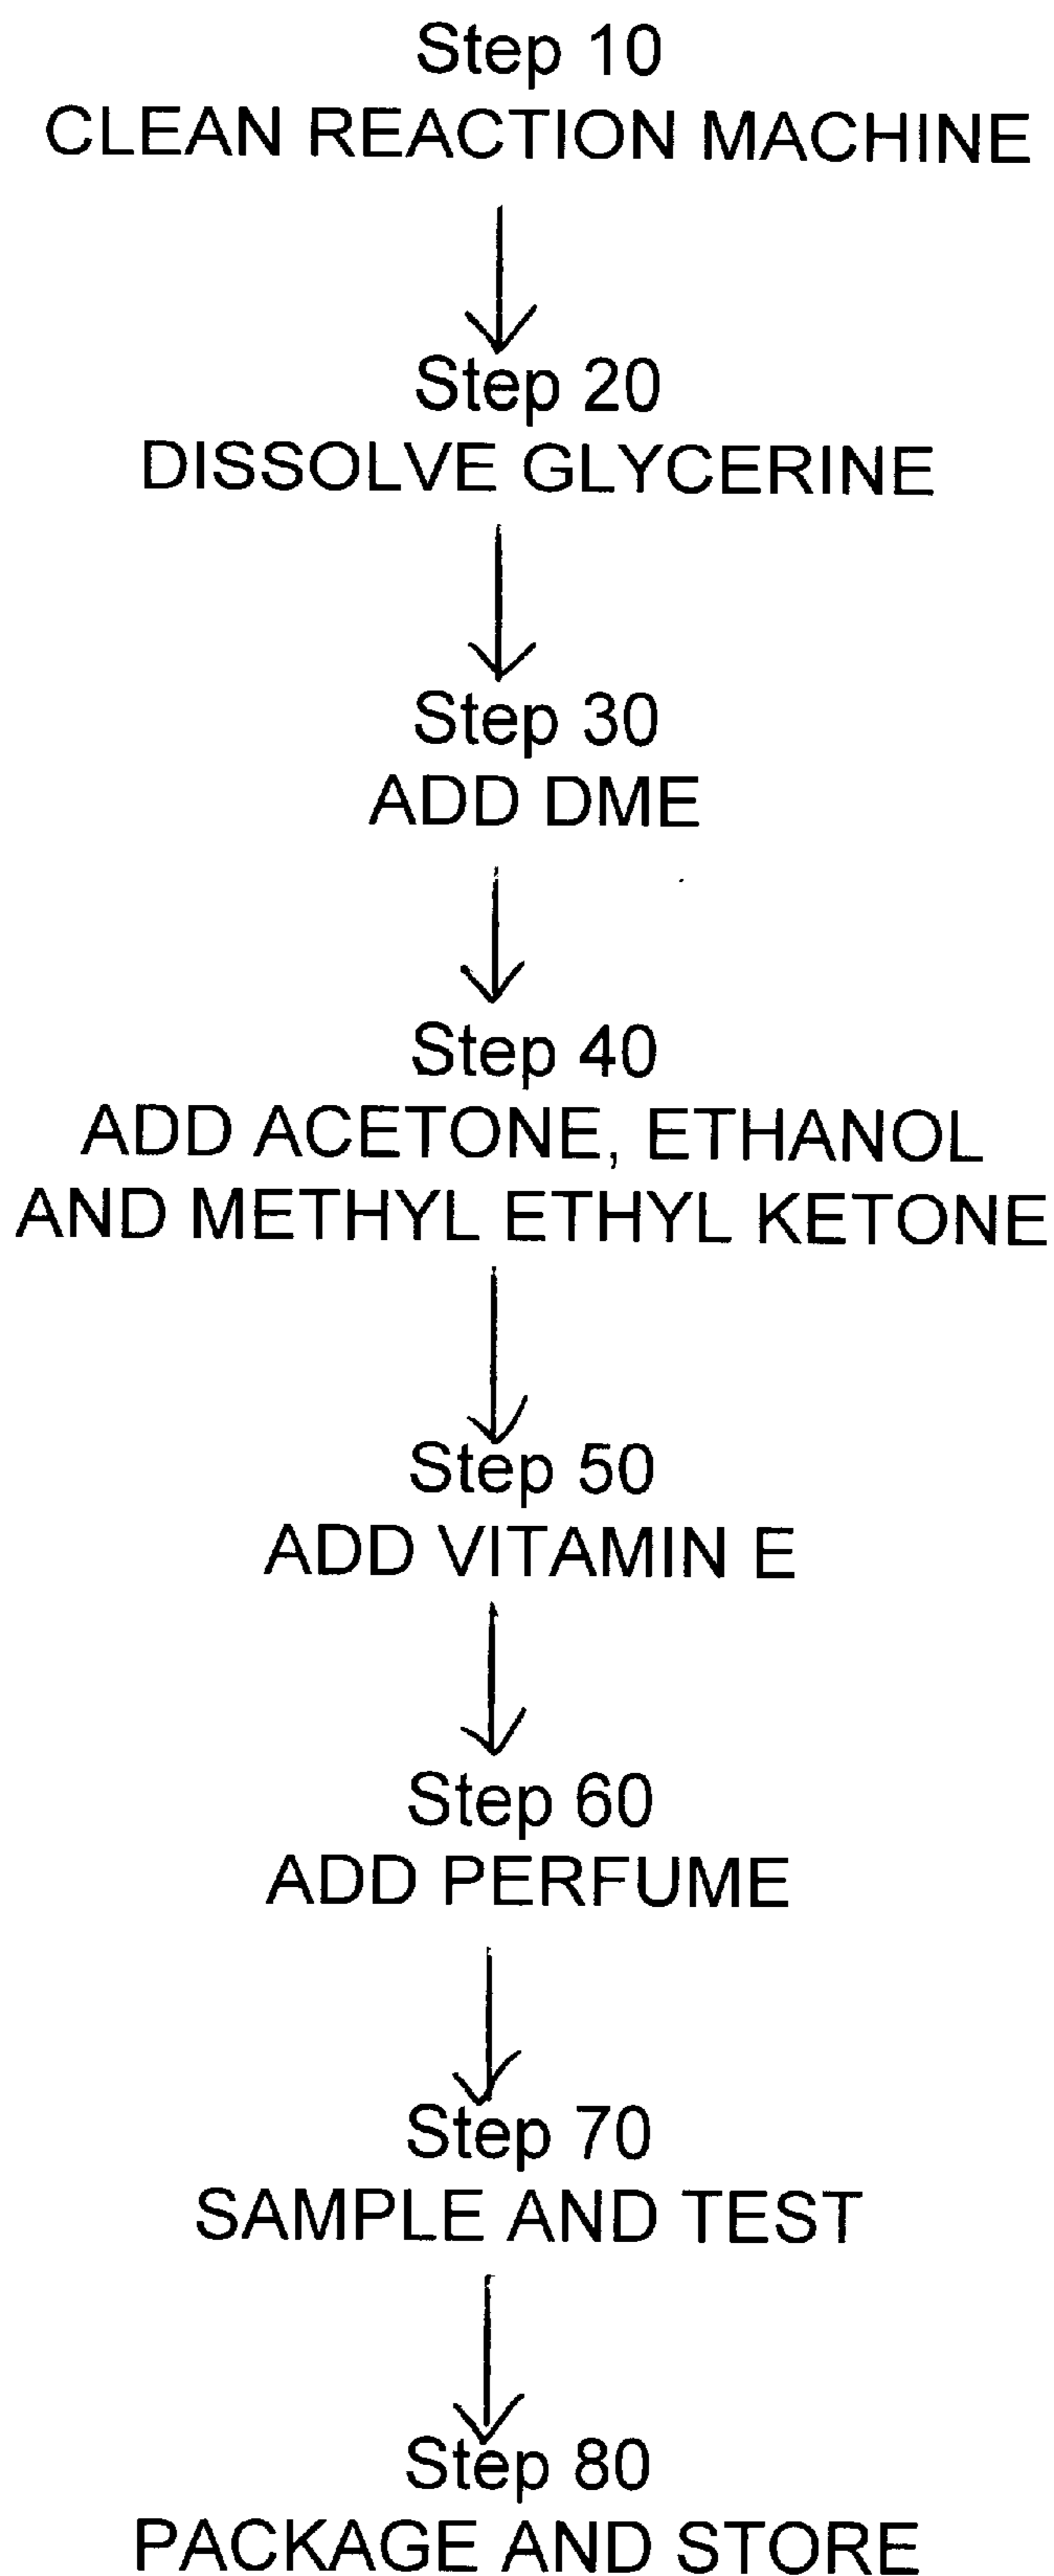 Step 10
CLEAN REACTION MACHINE
Step 20
DISSOLVE GLYCERINE
Step 30
ADD DME
Step 40
ADD ACETONE, ETHANOL
AND METHYL ETHYL KETONE
Step 50
ADD VITAMIN E
Step 60
ADD PERFUME
Step 70
SAMPLE AND TEST
Step 80
PACKAGE AND STORE